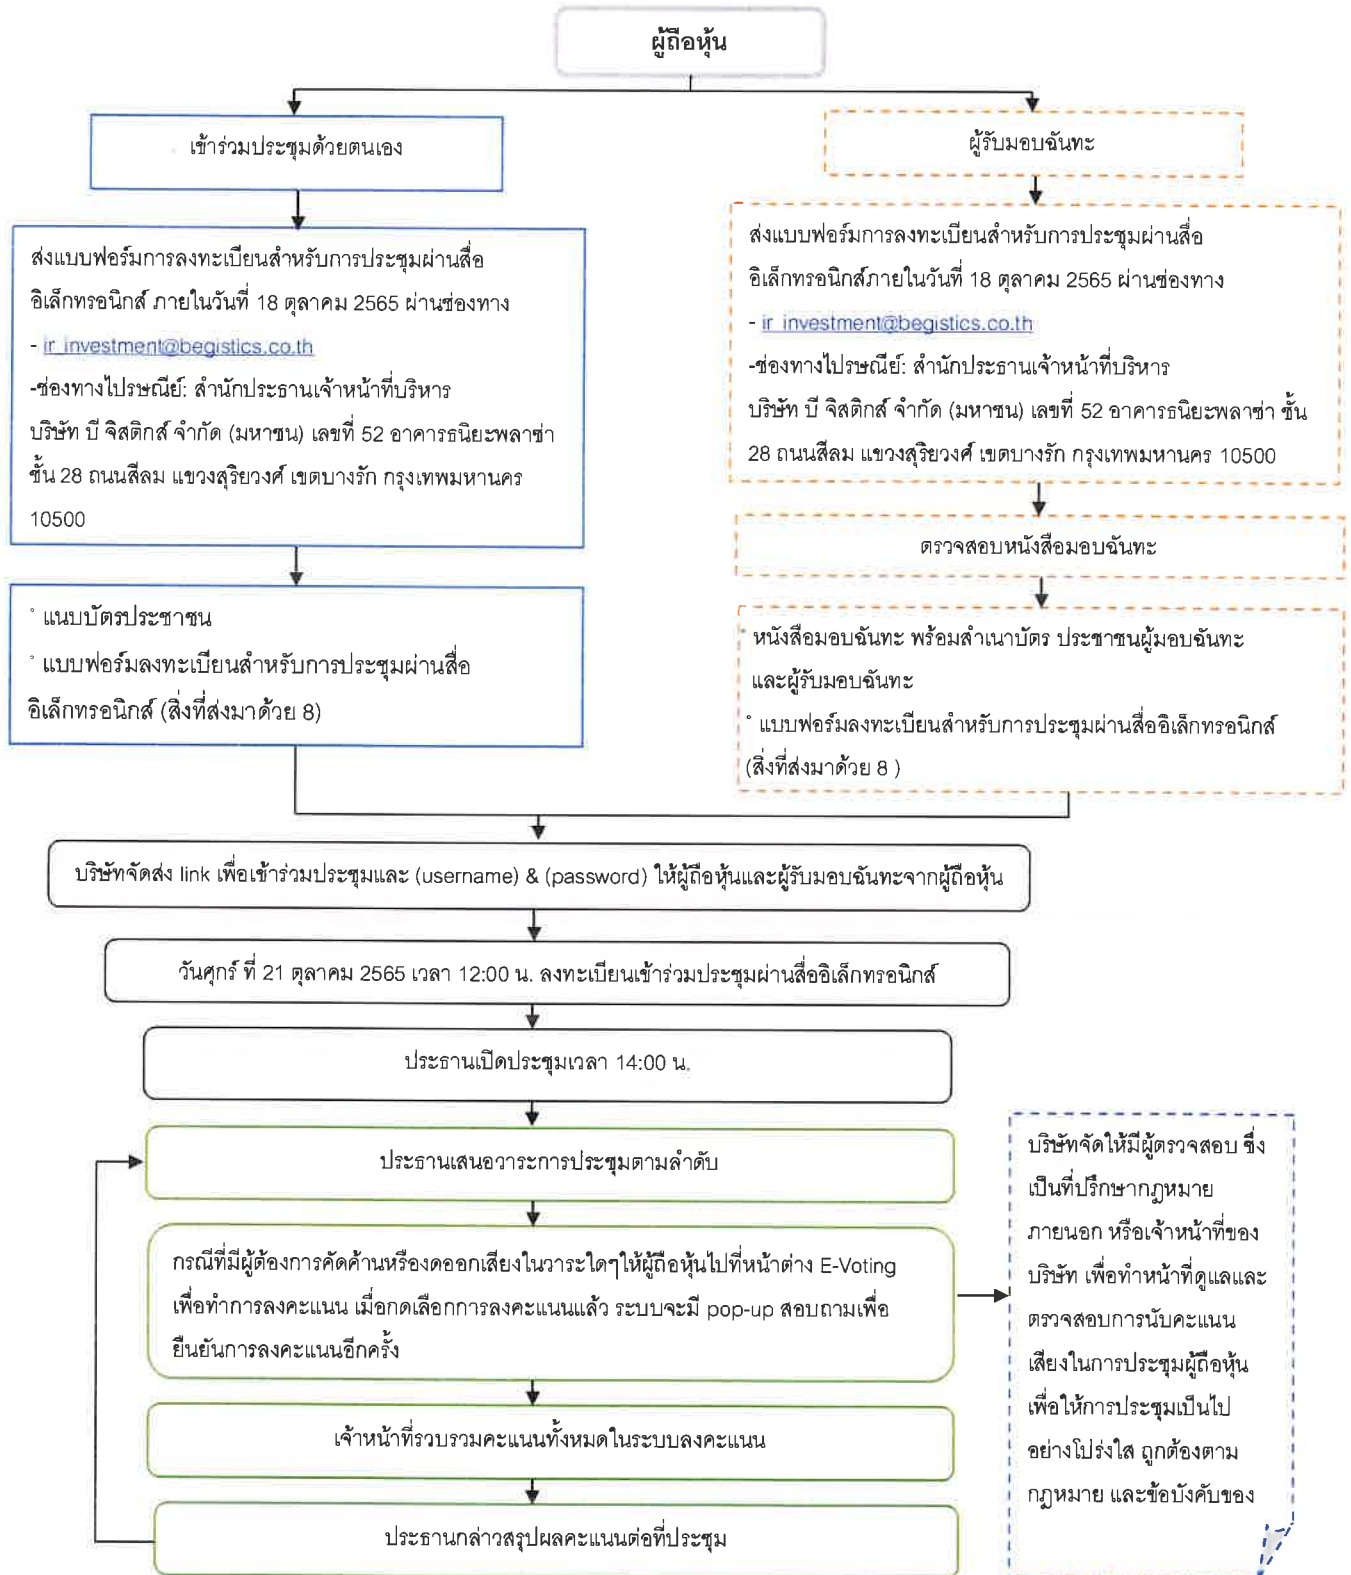 ผู้ถือหุ้น
เข้าร่วมประชุมด้วยตนเอง
ส่งแบบฟอร์มการลงทะเบียนสำหรับการประชุมผ่านสื่อ
อิเล็กทรอนิกส์ ภายในวันที่ 18 ตุลาคม 2565 ผ่านช่องทาง
- ir_investment@begistics.co.th
-ช่องทางไปรษณีย์: สำนักประธานเจ้าหน้าที่บริหาร
บริษัท บี จิสติกส์ จำกัด (มหาชน) เลขที่ 52 อาคารธนิยะพลาซ่า
ชั้น 28 ถนนสีลม แขวงสุริยวงศ์ เขตบางรัก กรุงเทพมหานคร
10500
° แนบบัตรประชาชน
° แบบฟอร์มลงทะเบียนสำหรับการประชุมผ่านสื่อ
อิเล็กทรอนิกส์ (สิ่งที่ส่งมาด้วย 8)
ผู้รับมอบฉันทะ
ส่งแบบฟอร์มการลงทะเบียนสำหรับการประชุมผ่านสื่อ
อิเล็กทรอนิกส์ภายในวันที่ 18 ตุลาคม 2565 ผ่านช่องทาง
- ir_investment@begistics.co.th
-ช่องทางไปรษณีย์: สำนักประธานเจ้าหน้าที่บริหาร
บริษัท บี จิสติกส์ จำกัด (มหาชน) เลขที่ 52 อาคารธนิยะพลาซ่า ชั้น
28 ถนนสีลม แขวงสุริยวงศ์ เขตบางรัก กรุงเทพมหานคร 10500
ตรวจสอบหนังสือมอบฉันทะ
° หนังสือมอบฉันทะ พร้อมสำเนาบัตร ประชาชนผู้มอบฉันทะ
และผู้รับมอบฉันทะ
° แบบฟอร์มลงทะเบียนสำหรับการประชุมผ่านสื่ออิเล็กทรอนิกส์
(สิ่งที่ส่งมาด้วย 8 )
บริษัทจัดส่ง link เพื่อเข้าร่วมประชุมและ (username) & (password) ให้ผู้ถือหุ้นและผู้รับมอบฉันทะจากผู้ถือหุ้น
วันศุกร์ ที่ 21 ตุลาคม 2565 เวลา 12:00 น. ลงทะเบียนเข้าร่วมประชุมผ่านสื่ออิเล็กทรอนิกส์
ประธานเปิดประชุมเวลา 14:00 น.
ประธานเสนอวาระการประชุมตามลำดับ
กรณีที่มีผู้ต้องการคัดค้านหรืองดออกเสียงในวาระใดๆให้ผู้ถือหุ้นไปที่หน้าต่าง E-Voting
เพื่อทำการลงคะแนน เมื่อกดเลือกการลงคะแนนแล้ว ระบบจะมี pop-up สอบถามเพื่อ
ยืนยันการลงคะแนนอีกครั้ง
เจ้าหน้าที่รวบรวมคะแนนทั้งหมดในระบบลงคะแนน
ประธานกล่าวสรุปผลคะแนนต่อที่ประชุม
บริษัทจัดให้มีผู้ตรวจสอบ ซึ่ง
เป็นที่ปรึกษากฎหมาย
ภายนอก หรือเจ้าหน้าที่ของ
บริษัท เพื่อทำหน้าที่ดูแลและ
ตรวจสอบการนับคะแนน
เสียงในการประชุมผู้ถือหุ้น
เพื่อให้การประชุมเป็นไป
อย่างโปร่งใส ถูกต้องตาม
กฎหมาย และข้อบังคับของ